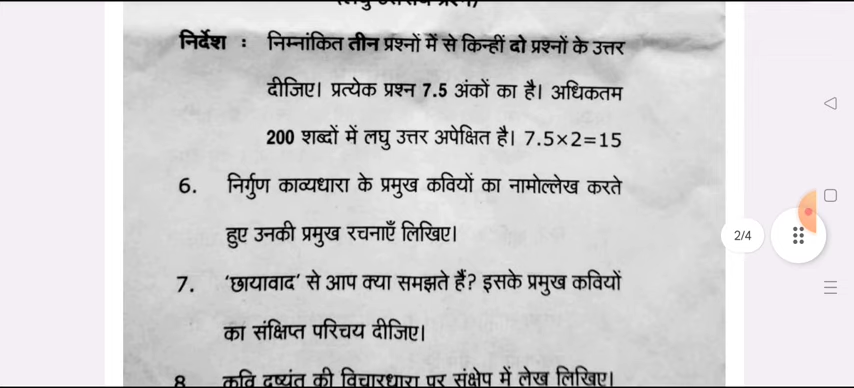 निर्देश : निम्नांकित तीन प्रश्नों में से किन्हीं दो प्रश्नों के उत्तर
दीजिए। प्रत्येक प्रश्न 7.5 अंकों का है। अधिकतम
200 शब्दों में लघु उत्तर अपेक्षित है। 7.5×2=15
6. निर्गुण काव्यधारा के प्रमुख कवियों का नामोल्लेख करते
हुए उनकी प्रमुख रचनाएँ लिखिए।
2/4
7. 'छायावाद' से आप क्या समझते हैं? इसके प्रमुख कवियों
का संक्षिप्त परिचय दीजिए।
8 कवि दुष्यंत की विचारधारा पर संक्षेप में लेख लिखिए।